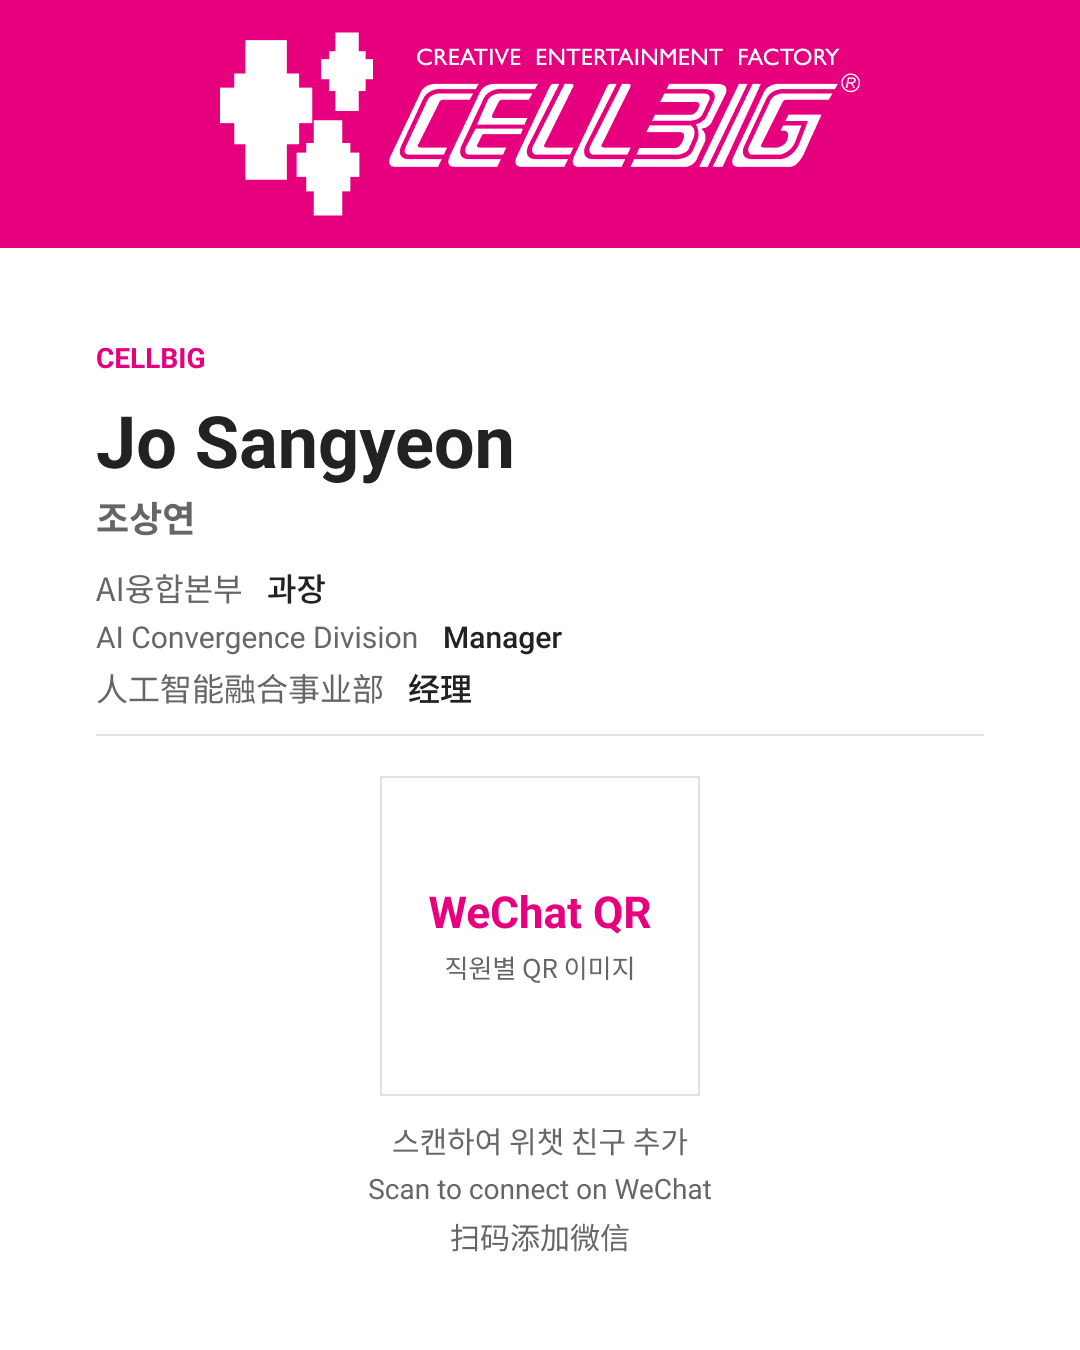 CREATIVE ENTERTAINMENT FACTORY
CELLBIG®
CELLBIG
Jo Sangyeon
조상연
AI융합본부 과장
AI Convergence Division Manager
人工智能融合事业部 经理
WeChat QR
직원별 QR 이미지
스캔하여 위챗 친구 추가
Scan to connect on WeChat
扫码添加微信